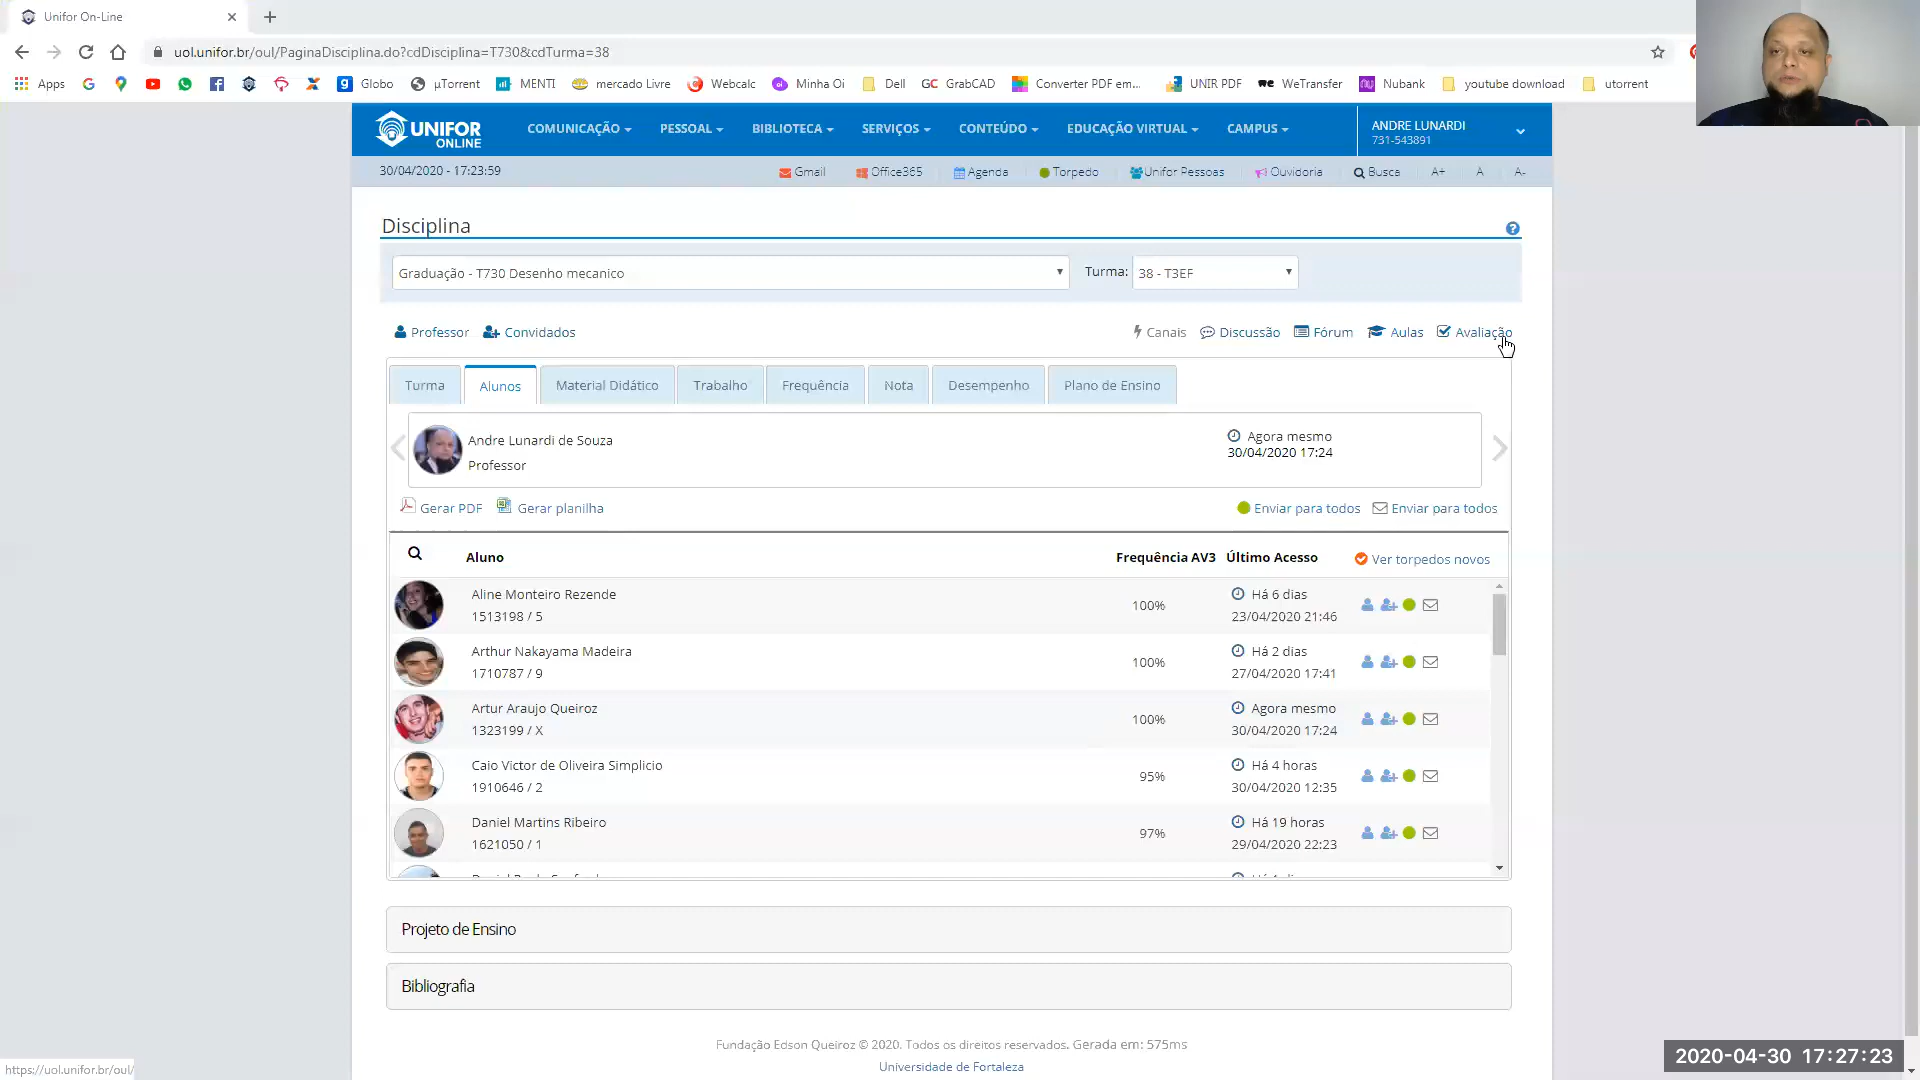 Unifor On-Line
uol.unifor.br/oul/PaginaDisciplina.do?cdDisciplina=T730&cdTurma=38
Apps
Globo
µTorrent
MENTI
mercado Livre
Webcalc
Minha Oi
Dell
GC GrabCAD
Converter PDF em...
UNIR PDF
WeTransfer
Nubank
youtube download
utorrent
UNIFOR ONLINE
COMUNICAÇÃO
PESSOAL
BIBLIOTECA
SERVIÇOS
CONTEÚDO
EDUCAÇÃO VIRTUAL
CAMPUS
ANDRE LUNARDI
731-543891
30/04/2020 - 17:23:59
Gmail
Office365
Agenda
Torpedo
Unifor Pessoas
Ouvidoria
Busca
A+
A
A-
Disciplina
Graduação - T730 Desenho mecanico
Turma:
38 - T3EF
Professor
Convidados
Canais
Discussão
Fórum
Aulas
Avaliação
Turma
Alunos
Material Didático
Trabalho
Frequência
Nota
Desempenho
Plano de Ensino
Andre Lunardi de Souza
Professor
Agora mesmo
30/04/2020 17:24
Gerar PDF
Gerar planilha
Enviar para todos
Enviar para todos
Aluno
Frequência AV3
Último Acesso
Ver torpedos novos
Aline Monteiro Rezende
1513198 / 5
100%
Há 6 dias
23/04/2020 21:46
Arthur Nakayama Madeira
1710787 / 9
100%
Há 2 dias
27/04/2020 17:41
Artur Araujo Queiroz
1323199 / X
100%
Agora mesmo
30/04/2020 17:24
Caio Victor de Oliveira Simplicio
1910646 / 2
95%
Há 4 horas
30/04/2020 12:35
Daniel Martins Ribeiro
1621050 / 1
97%
Há 19 horas
29/04/2020 22:23
Projeto de Ensino
Bibliografia
Fundação Edson Queiroz © 2020. Todos os direitos reservados. Gerada em: 575ms
Universidade de Fortaleza
https://uol.unifor.br/oul/
2020-04-30 17:27:23